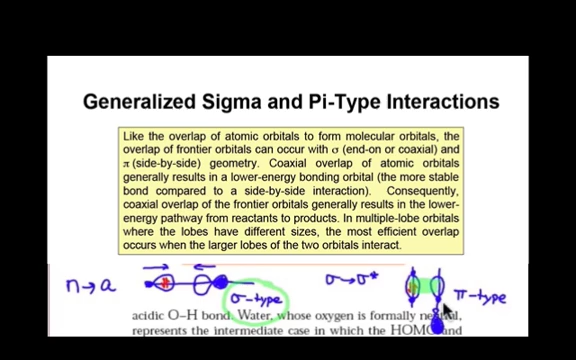 Generalized Sigma and Pi-Type Interactions
Like the overlap of atomic orbitals to form molecular orbitals, the
overlap of frontier orbitals can occur with σ (end-on or coaxial) and
π (side-by-side) geometry. Coaxial overlap of atomic orbitals
generally results in a lower-energy bonding orbital (the more stable
bond compared to a side-by-side interaction). Consequently,
coaxial overlap of the frontier orbitals generally results in the lower-
energy pathway from reactants to products. In multiple-lobe orbitals
where the lobes have different sizes, the most efficient overlap
occurs when the larger lobes of the two orbitals interact.
n→a σ-type σ→σ* π-type
acidic O–H bond. Water, whose oxygen is formally neutral,
represents the intermediate case in which the HOMO and